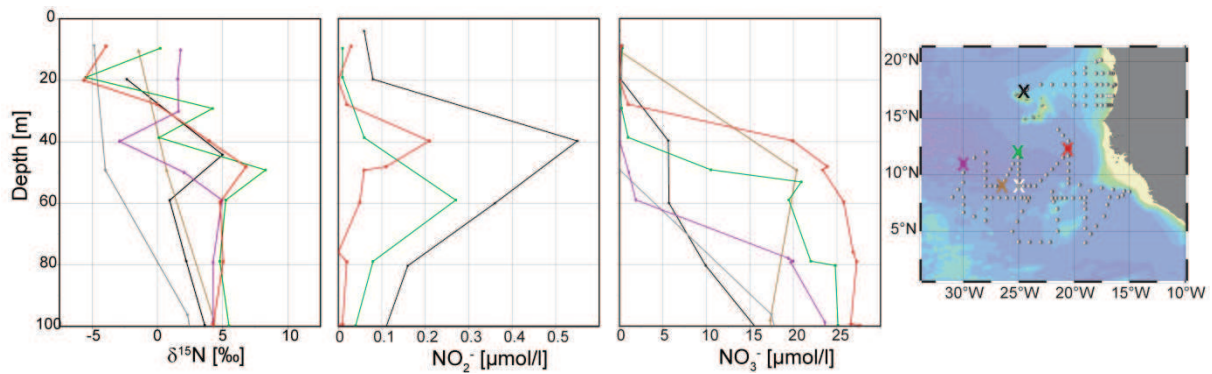 0
20
40
60
80
100
Depth [m]
-5 0 5 10
δ¹⁵N [‰]
0 0.1 0.2 0.3 0.4 0.5
NO₂⁻ [µmol/l]
0 5 10 15 20 25
NO₃⁻ [µmol/l]
20°N
15°N
10°N
5°N
30°W 25°W 20°W 15°W 10°W